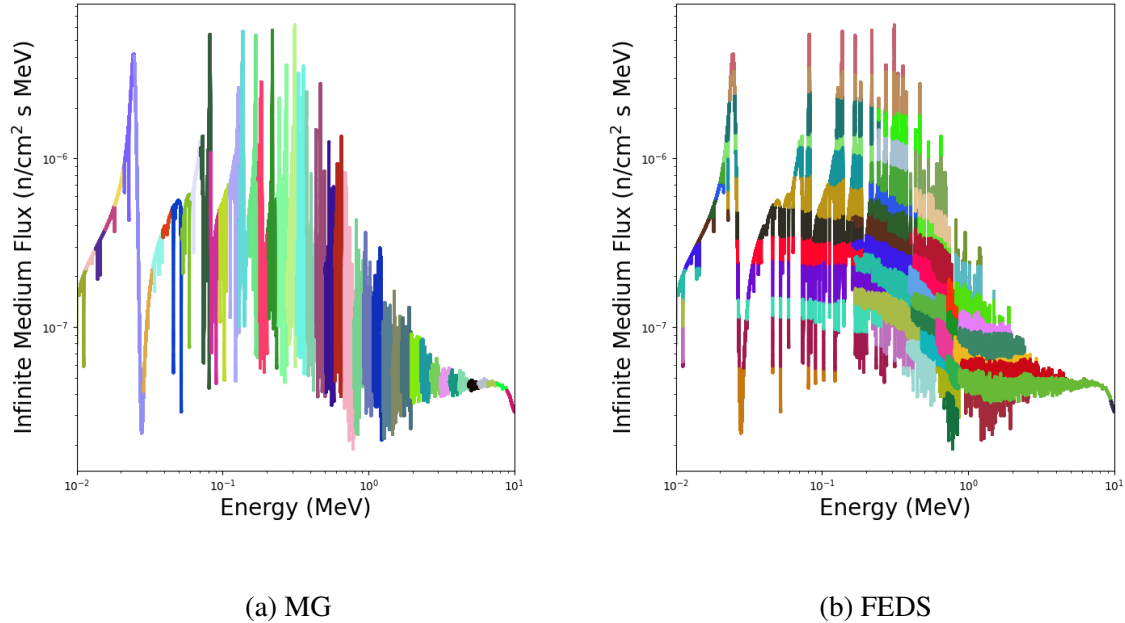 Infinite Medium Flux (n/cm² s MeV)
10⁻⁶
10⁻⁷
10⁻²
10⁻¹
10⁰
10¹
Energy (MeV)
(a) MG
Infinite Medium Flux (n/cm² s MeV)
10⁻⁶
10⁻⁷
10⁻²
10⁻¹
10⁰
10¹
Energy (MeV)
(b) FEDS